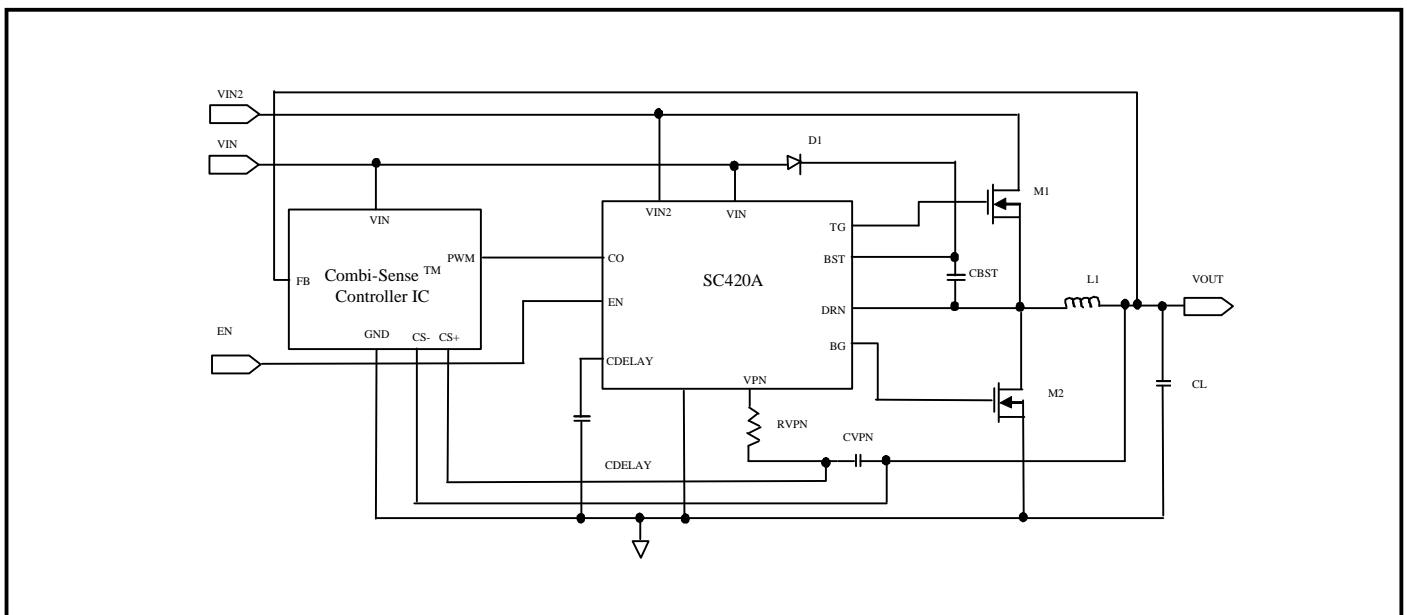 VIN2
VIN
D1
M1
VIN
VIN2
VIN
TG
PWM
CO
BST
Combi-Sense TM
Controller IC
FB
SC420A
CBST
L1
VOUT
EN
DRN
EN
GND
CS-
CS+
BG
CDELAY
VPN
M2
CL
RVPN
CVPN
CDELAY